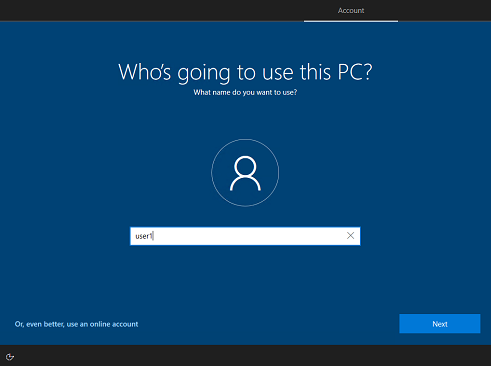 Account
Who's going to use this PC?
What name do you want to use?
user1
Or, even better, use an online account
Next